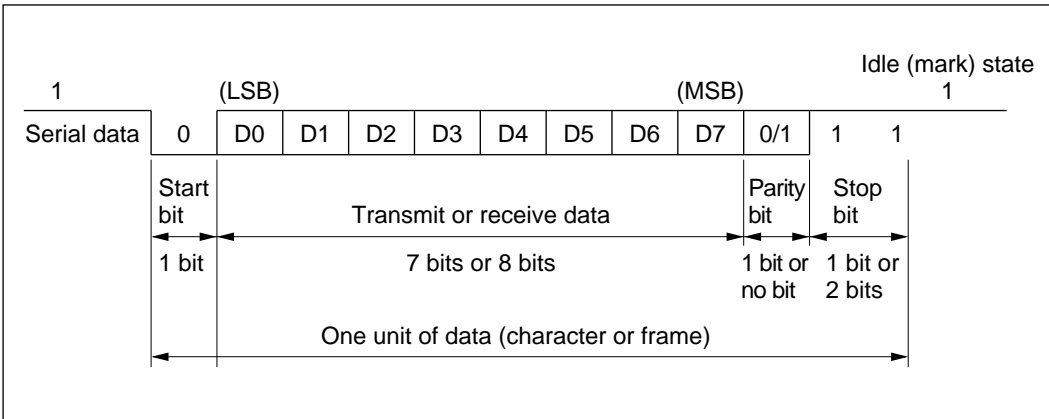 Idle (mark) state
1 (LSB) (MSB) 1
Serial data 0 D0 D1 D2 D3 D4 D5 D6 D7 0/1 1 1
Start bit
Transmit or receive data
Parity bit
Stop bit
1 bit
7 bits or 8 bits
1 bit or no bit
1 bit or 2 bits
One unit of data (character or frame)